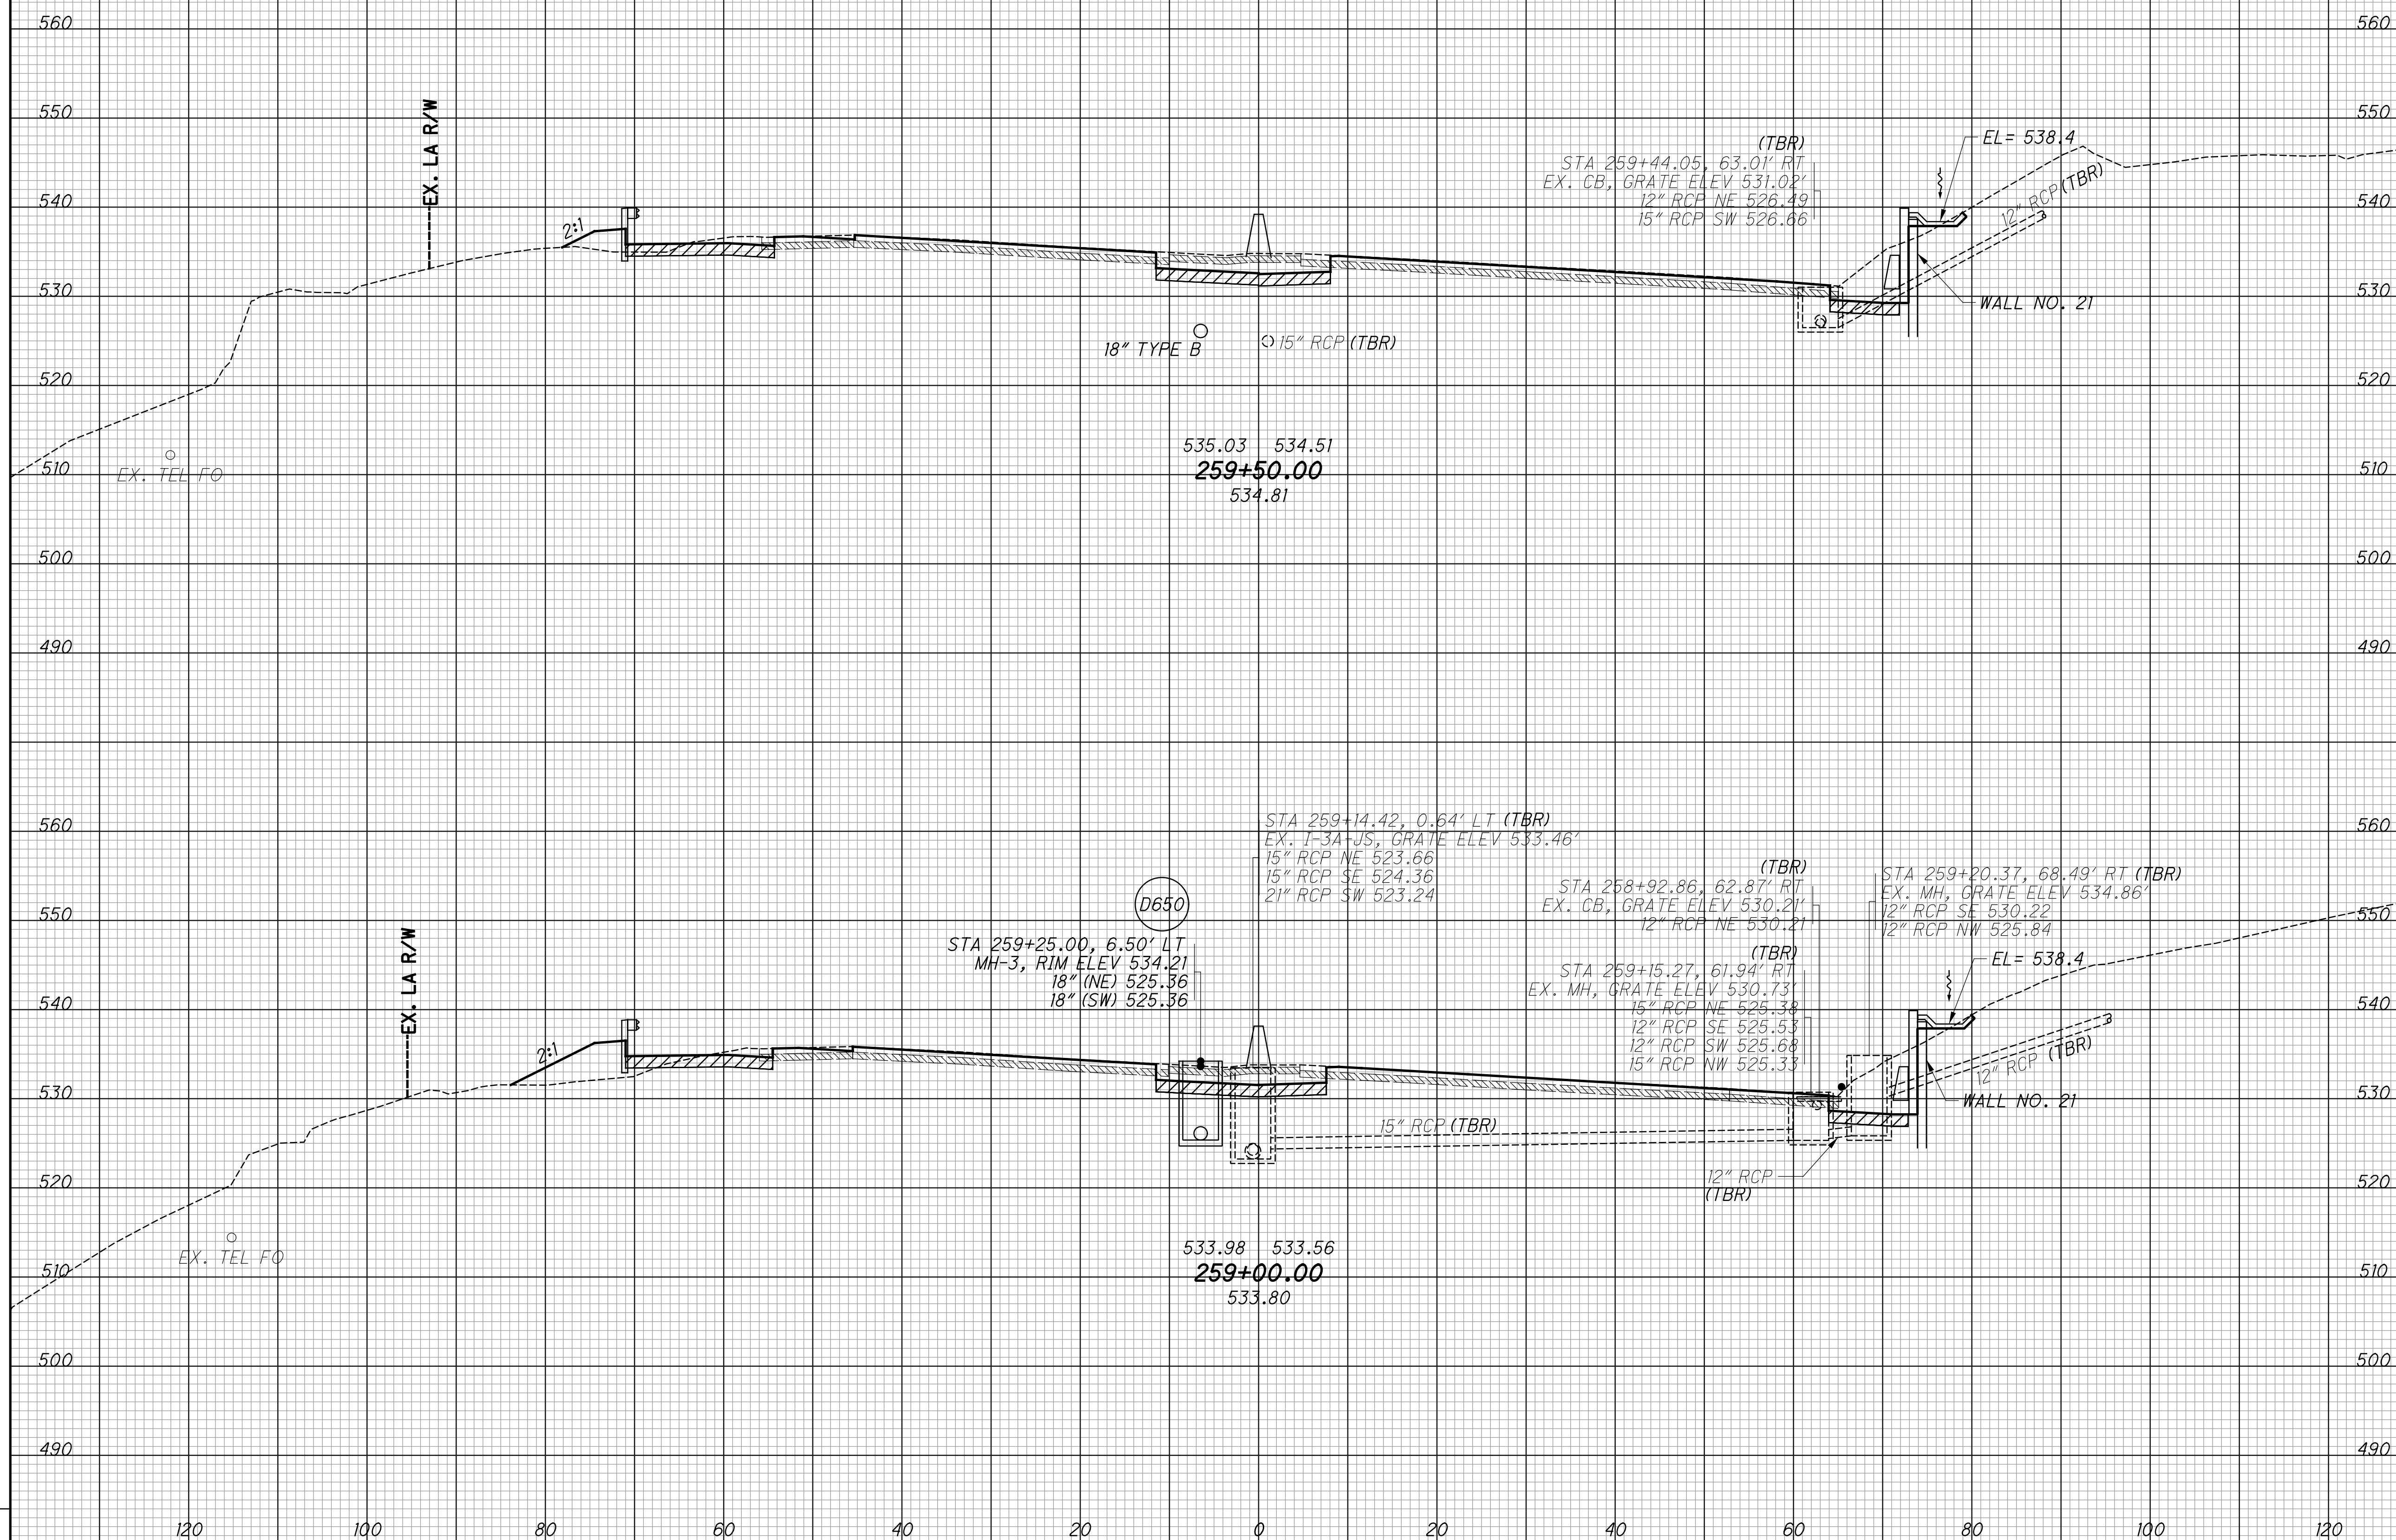 560
560
550
550
EX. LA R/W
(TBR)
STA 259+44.05, 63.01' RT
EX. CB, GRATE ELEV 531.02'
12" RCP NE 526.49
15" RCP SW 526.66
EL= 538.4
12" RCP (TBR)
540
540
2:1
530
530
WALL NO. 21
18" TYPE B
15" RCP (TBR)
520
520
EX. TEL FO
510
510
535.03 534.51
259+50.00
534.81
500
500
490
490
560
560
STA 259+14.42, 0.64' LT (TBR)
EX. I-3A-JS, GRATE ELEV 533.46'
15" RCP NE 523.66
15" RCP SE 524.36
21" RCP SW 523.24
D650
(TBR)
STA 258+92.86, 62.87' RT
EX. CB, GRATE ELEV 530.21'
12" RCP NE 530.21
STA 259+20.37, 68.49' RT (TBR)
EX. MH, GRATE ELEV 534.86'
12" RCP SE 530.22
12" RCP NW 525.84
550
550
EX. LA R/W
STA 259+25.00, 6.50' LT
MH-3, RIM ELEV 534.21
18" (NE) 525.36
18" (SW) 525.36
(TBR)
STA 259+15.27, 61.94' RT
EX. MH, GRATE ELEV 530.73'
15" RCP NE 525.38
12" RCP SE 525.53
12" RCP SW 525.68
15" RCP NW 525.33
EL= 538.4
540
540
2:1
12" RCP (TBR)
530
530
WALL NO. 21
15" RCP (TBR)
12" RCP
(TBR)
520
520
EX. TEL FO
510
510
533.98 533.56
259+00.00
533.80
500
500
490
490
120 100 80 60 40 20 0 20 40 60 80 100 120